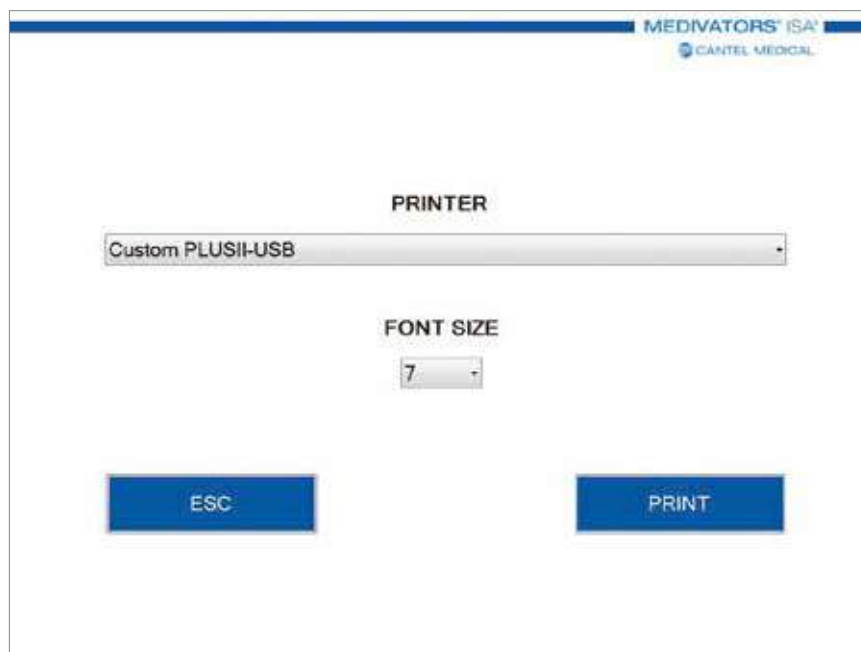 MEDIVATORS® ISA®
CANTEL MEDICAL
PRINTER
Custom PLUSII-USB
FONT SIZE
7
ESC
PRINT